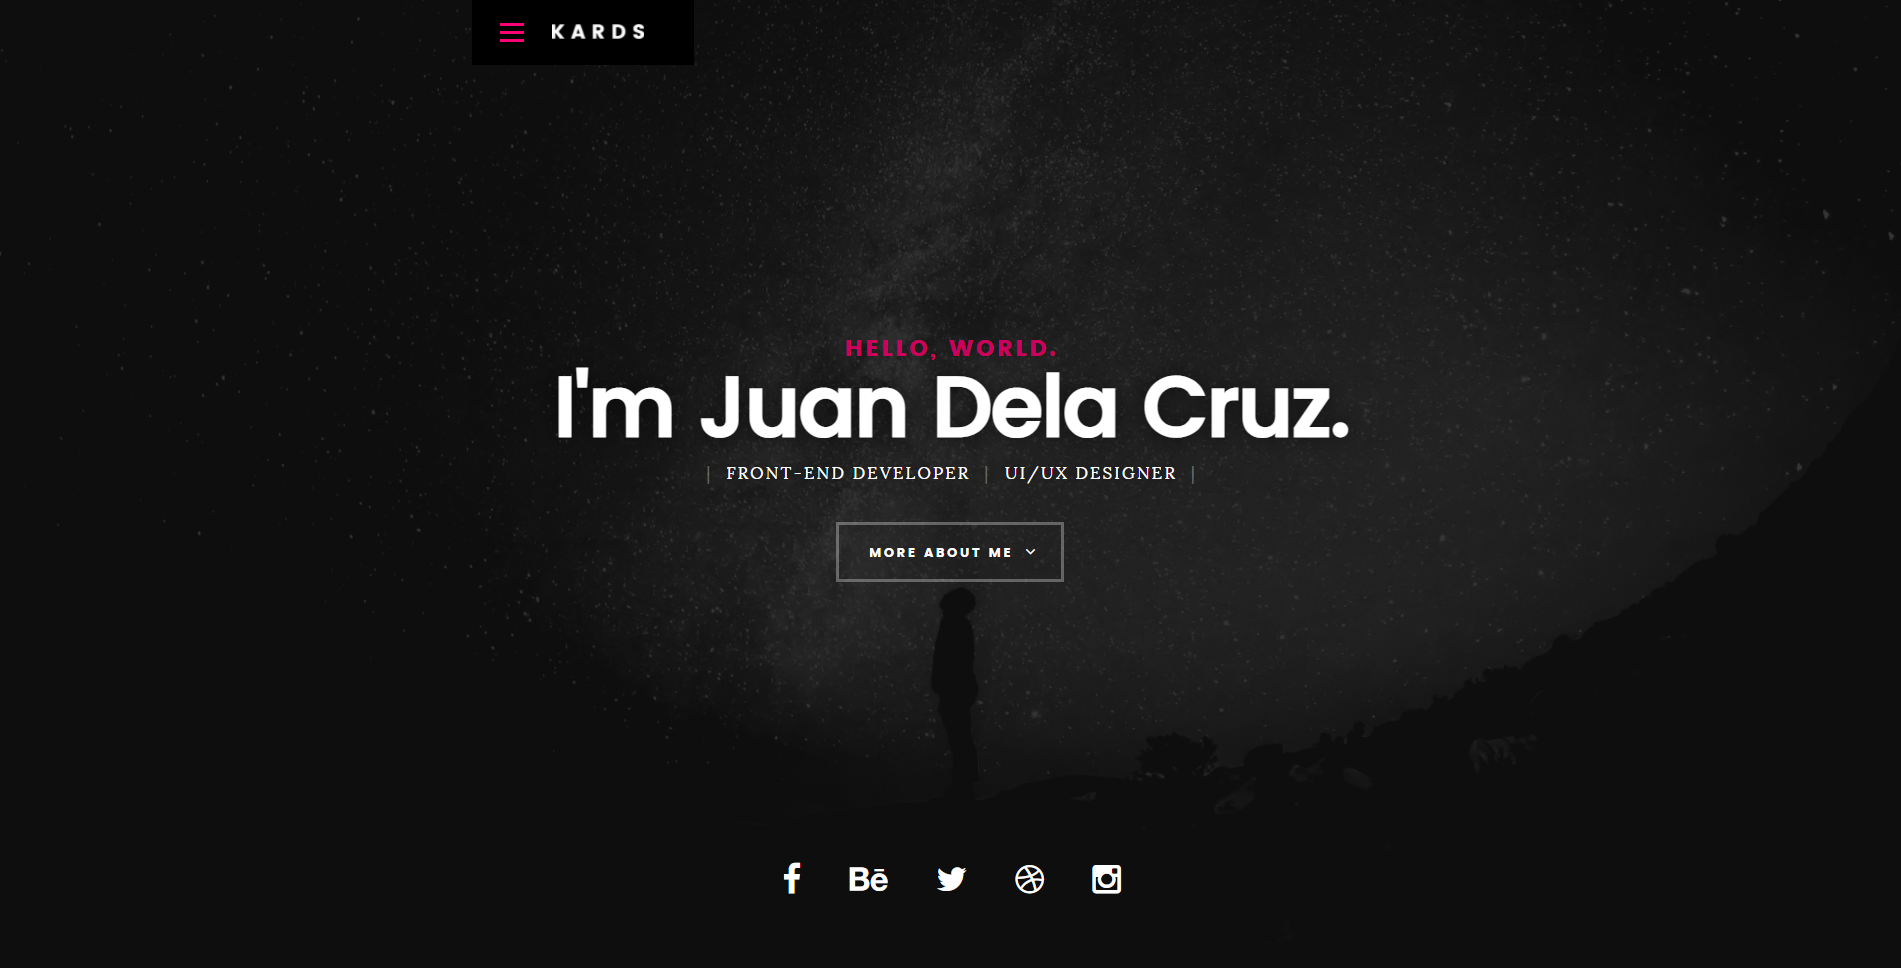 KARDS
HELLO, WORLD.
I'm Juan Dela Cruz.
| FRONT-END DEVELOPER | UI/UX DESIGNER |
MORE ABOUT ME
Bē